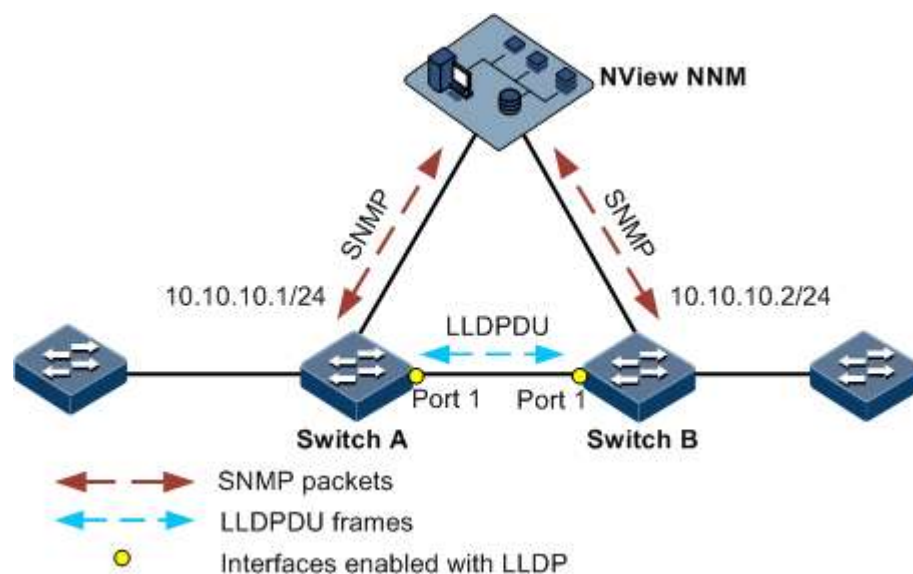 NView NNM
SNMP
SNMP
10.10.10.1/24
10.10.10.2/24
LLDPDU
Port 1
Port 1
Switch A
Switch B
SNMP packets
LLDPDU frames
Interfaces enabled with LLDP